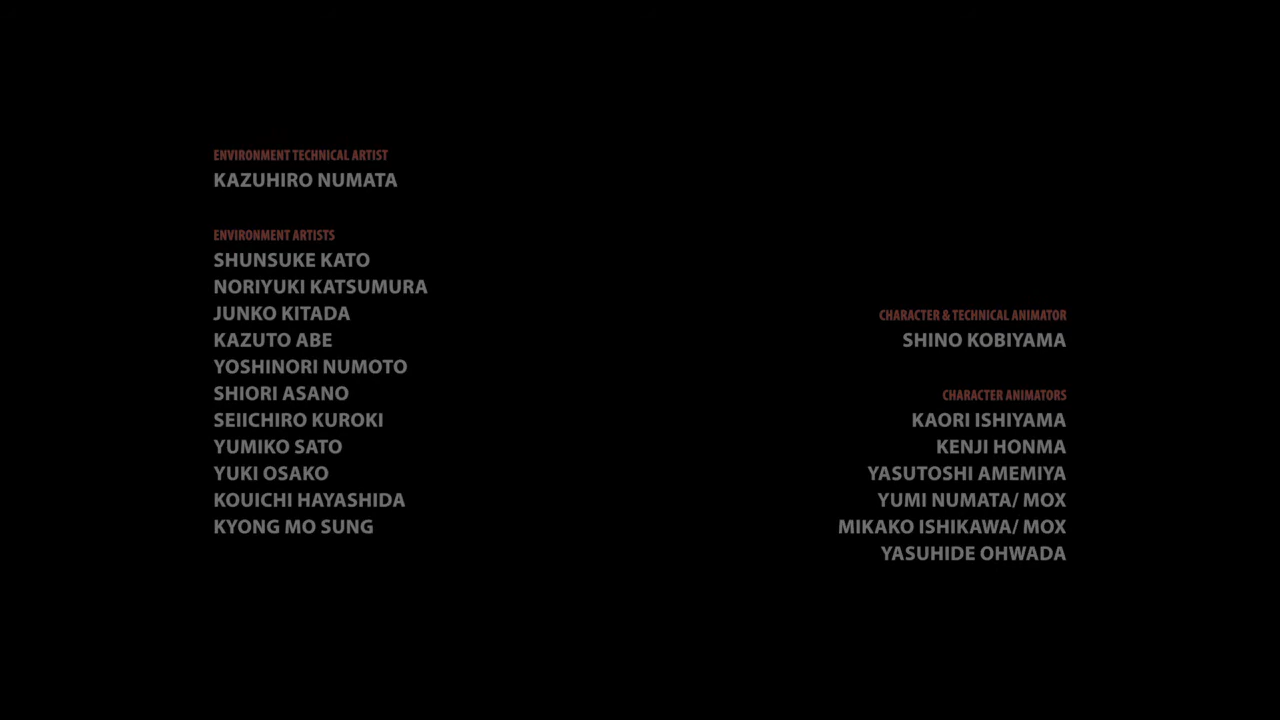 ENVIRONMENT TECHNICAL ARTIST
KAZUHIRO NUMATA
ENVIRONMENT ARTISTS
SHUNSUKE KATO
NORIYUKI KATSUMURA
JUNKO KITADA
KAZUTO ABE
YOSHINORI NUMOTO
SHIORI ASANO
SEIICHIRO KUROKI
YUMIKO SATO
YUKI OSAKO
KOUICHI HAYASHIDA
KYONG MO SUNG
CHARACTER & TECHNICAL ANIMATOR
SHINO KOBIYAMA
CHARACTER ANIMATORS
KAORI ISHIYAMA
KENJI HONMA
YASUTOSHI AMEMIYA
YUMI NUMATA/ MOX
MIKAKO ISHIKAWA/ MOX
YASUHIDE OHWADA